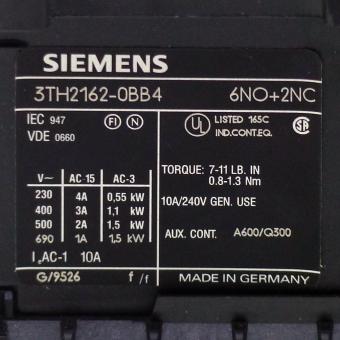 SIEMENS
3TH2162-0BB4 6NO+2NC
IEC 947 FI N
VDE 0660
UL LISTED 165C
IND.CONT.EQ. SA
V~ AC-15 AC-3
230 4A 0,55 kW
400 3A 1,1 kW
500 2A 1,5 kW
690 1A 1,5 kW
TORQUE: 7-11 LB. IN
0.8-1.3 Nm
10A/240V GEN. USE
AUX. CONT. A600/Q300
I AC-1 10A
G/9526 f/f MADE IN GERMANY